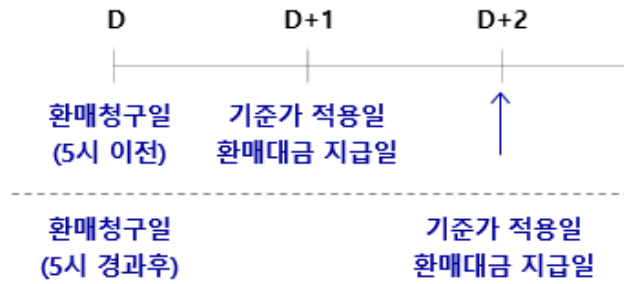 D D+1 D+2
환매청구일 기준가 적용일
(5시 이전) 환매대금 지급일
환매청구일 기준가 적용일
(5시 경과후) 환매대금 지급일